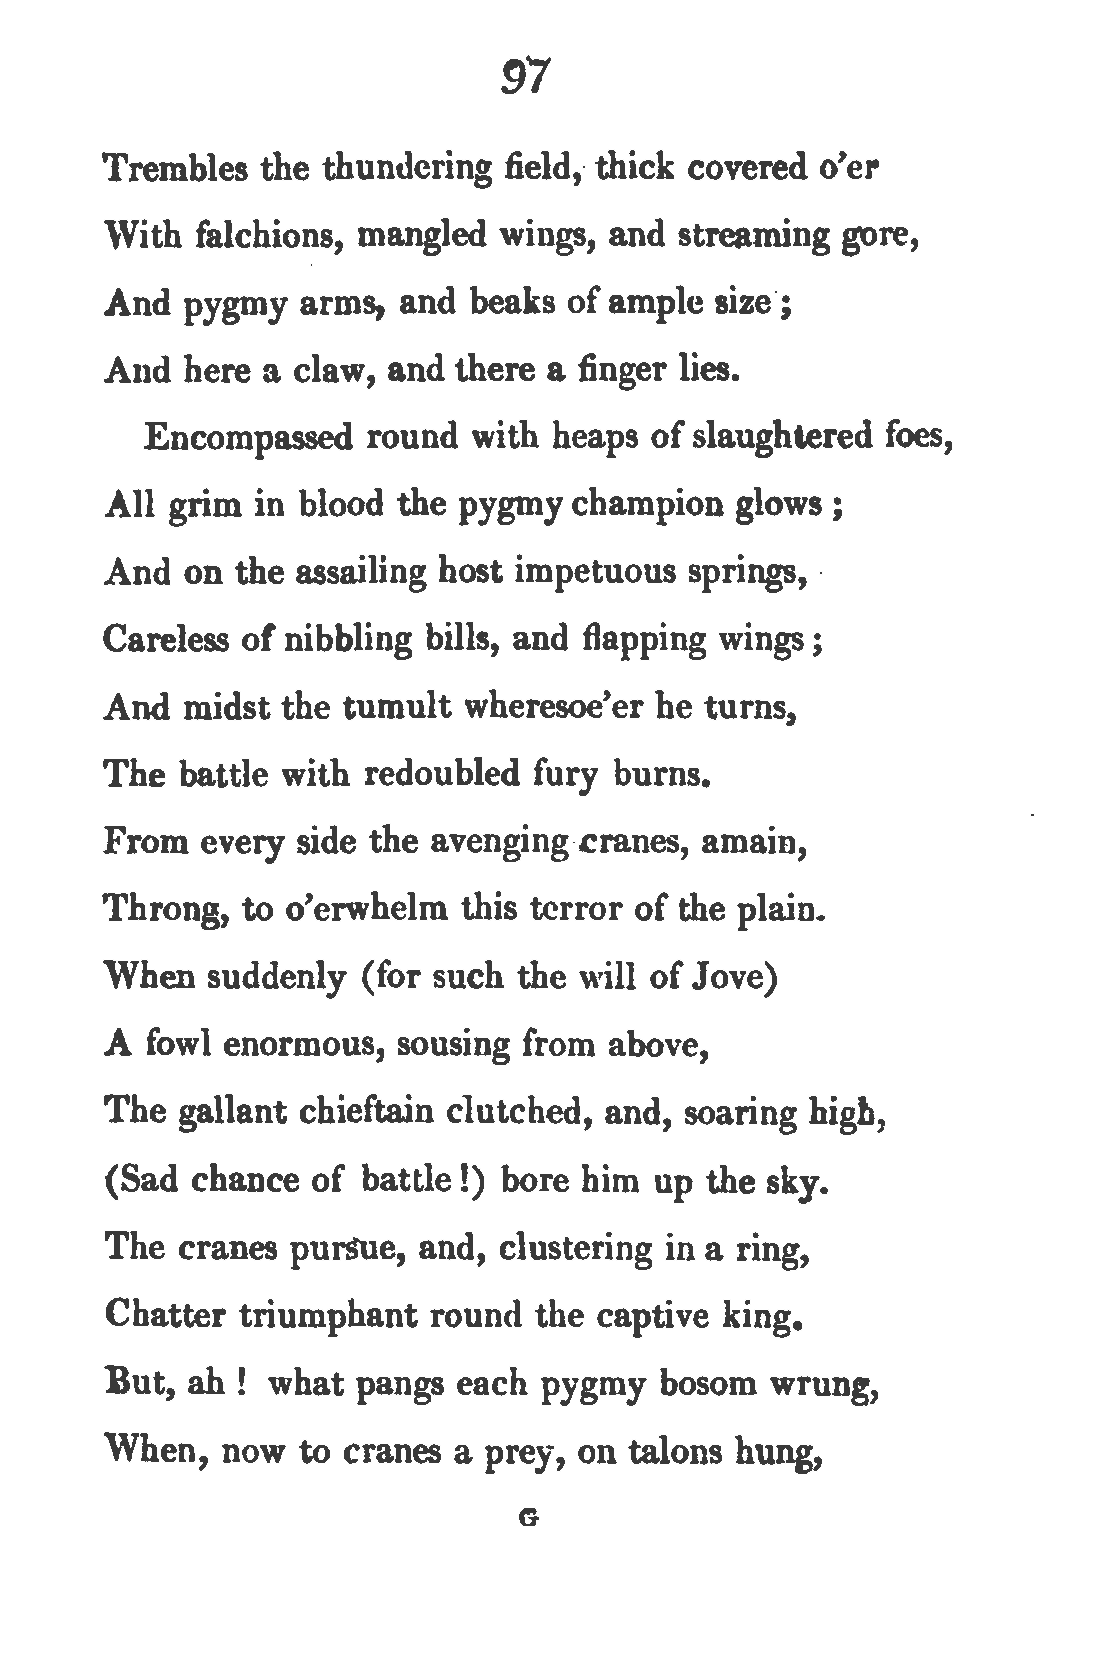 97
Trembles the thundering field, thick covered o'er
With falchions, mangled wings, and streaming gore,
And pygmy arms, and beaks of ample size ;
And here a claw, and there a finger lies.
Encompassed round with heaps of slaughtered foes,
All grim in blood the pygmy champion glows ;
And on the assailing host impetuous springs,
Careless of nibbling bills, and flapping wings ;
And midst the tumult wheresoe'er he turns,
The battle with redoubled fury burns.
From every side the avenging cranes, amain,
Throng, to o'erwhelm this terror of the plain.
When suddenly (for such the will of Jove)
A fowl enormous, sousing from above,
The gallant chieftain clutched, and, soaring high,
(Sad chance of battle !) bore him up the sky.
The cranes pursue, and, clustering in a ring,
Chatter triumphant round the captive king.
But, ah ! what pangs each pygmy bosom wrung,
When, now to cranes a prey, on talons hung,
G